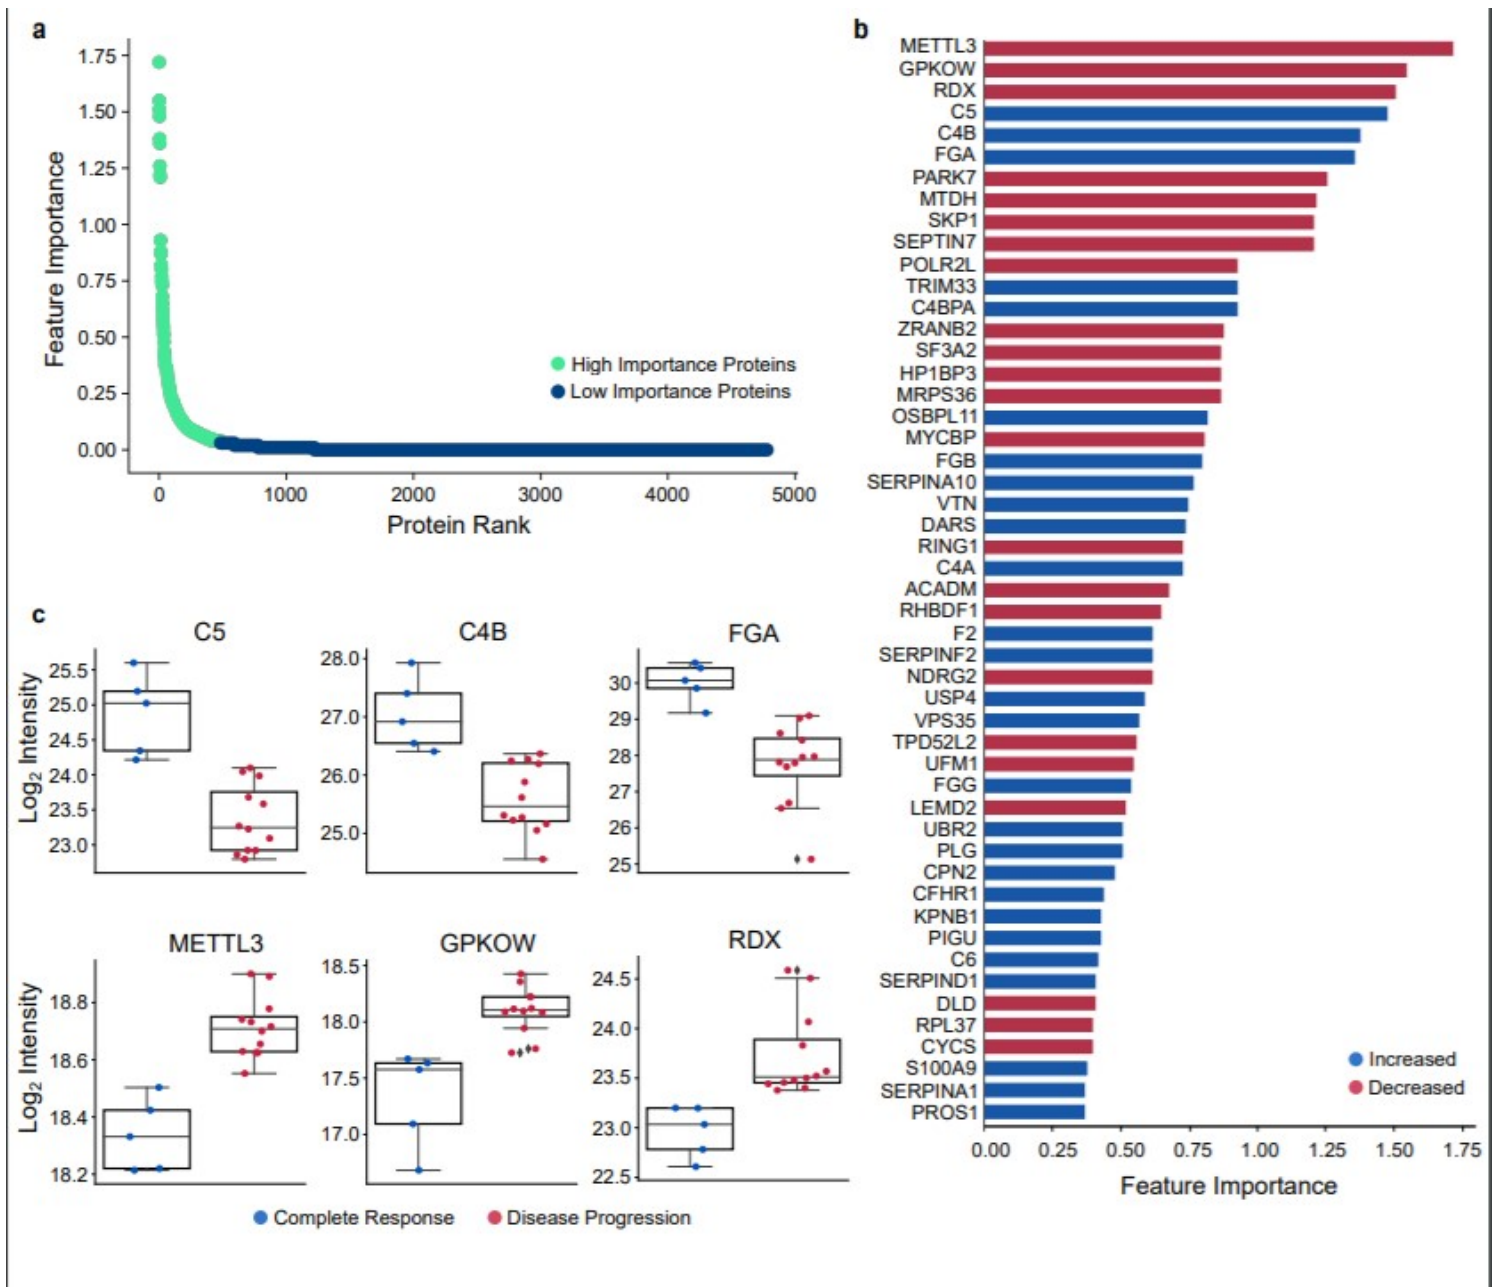 a
1.75
1.50
1.25
1.00
0.75
0.50
0.25
0.00
Feature Importance
High Importance Proteins
Low Importance Proteins
0 1000 2000 3000 4000 5000
Protein Rank
b
METTL3
GPKOW
RDX
C5
C4B
FGA
PARK7
MTDH
SKP1
SEPTIN7
POLR2L
TRIM33
C4BPA
ZRANB2
SF3A2
HP1BP3
MRPS36
OSBPL11
MYCBP
FGB
SERPINA10
VTN
DARS
RING1
C4A
ACADM
RHBDF1
F2
SERPINF2
NDRG2
USP4
VPS35
TPD52L2
UFM1
FGG
LEMD2
UBR2
PLG
CPN2
CFHR1
KPNB1
PIGU
C6
SERPIND1
DLD
RPL37
CYCS
S100A9
SERPINA1
PROS1
Increased
Decreased
0.00 0.25 0.50 0.75 1.00 1.25 1.50 1.75
Feature Importance
c
C5
Log₂ Intensity
25.5
25.0
24.5
24.0
23.5
23.0
C4B
28.0
27.0
26.0
25.0
FGA
30
29
28
27
26
25
METTL3
Log₂ Intensity
18.8
18.6
18.4
18.2
GPKOW
18.5
18.0
17.5
17.0
RDX
24.5
24.0
23.5
23.0
22.5
Complete Response
Disease Progression